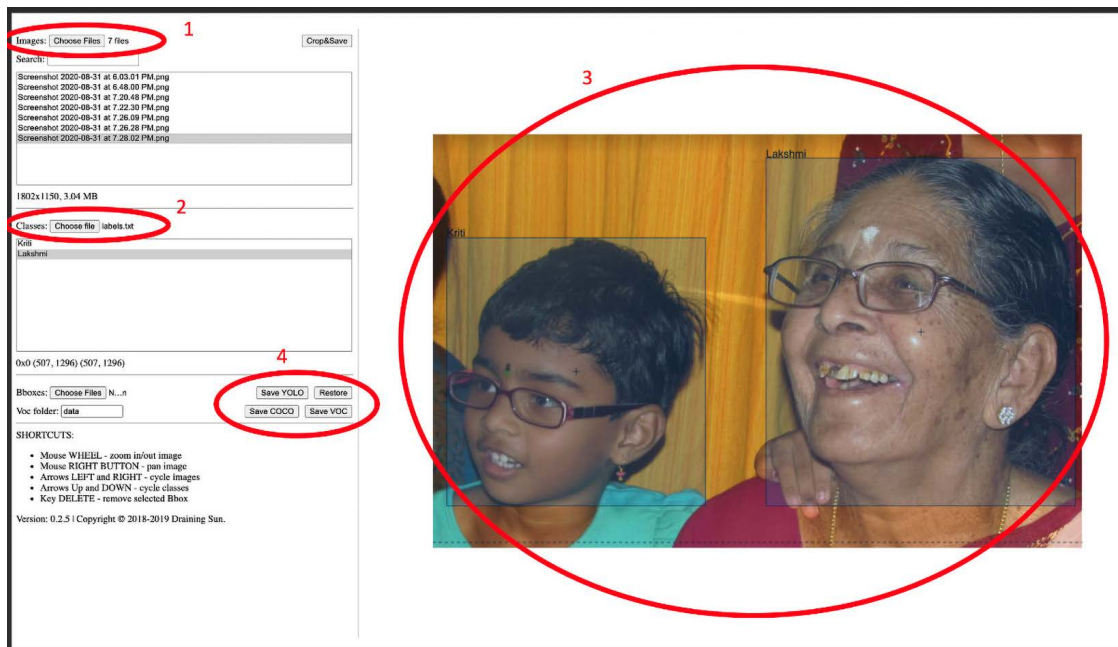 1
Images: Choose Files 7 files Crop&Save
Search:
Screenshot 2020-08-31 at 6.03.01 PM.png
Screenshot 2020-08-31 at 6.48.00 PM.png
Screenshot 2020-08-31 at 7.20.48 PM.png
Screenshot 2020-08-31 at 7.22.30 PM.png
Screenshot 2020-08-31 at 7.26.09 PM.png
Screenshot 2020-08-31 at 7.26.28 PM.png
Screenshot 2020-08-31 at 7.28.02 PM.png
1802x1150, 3.04 MB
2
Classes: Choose file labels.txt
Kriti
Lakshmi
0x0 (507, 1296) (507, 1296)
4
Bboxes: Choose Files N...n Save YOLO Restore
Voc folder: data Save COCO Save VOC
SHORTCUTS:
• Mouse WHEEL - zoom in/out image
• Mouse RIGHT BUTTON - pan image
• Arrows LEFT and RIGHT - cycle images
• Arrows Up and DOWN - cycle classes
• Key DELETE - remove selected Bbox
Version: 0.2.5 | Copyright © 2018-2019 Draining Sun.
3
Lakshmi
Kriti